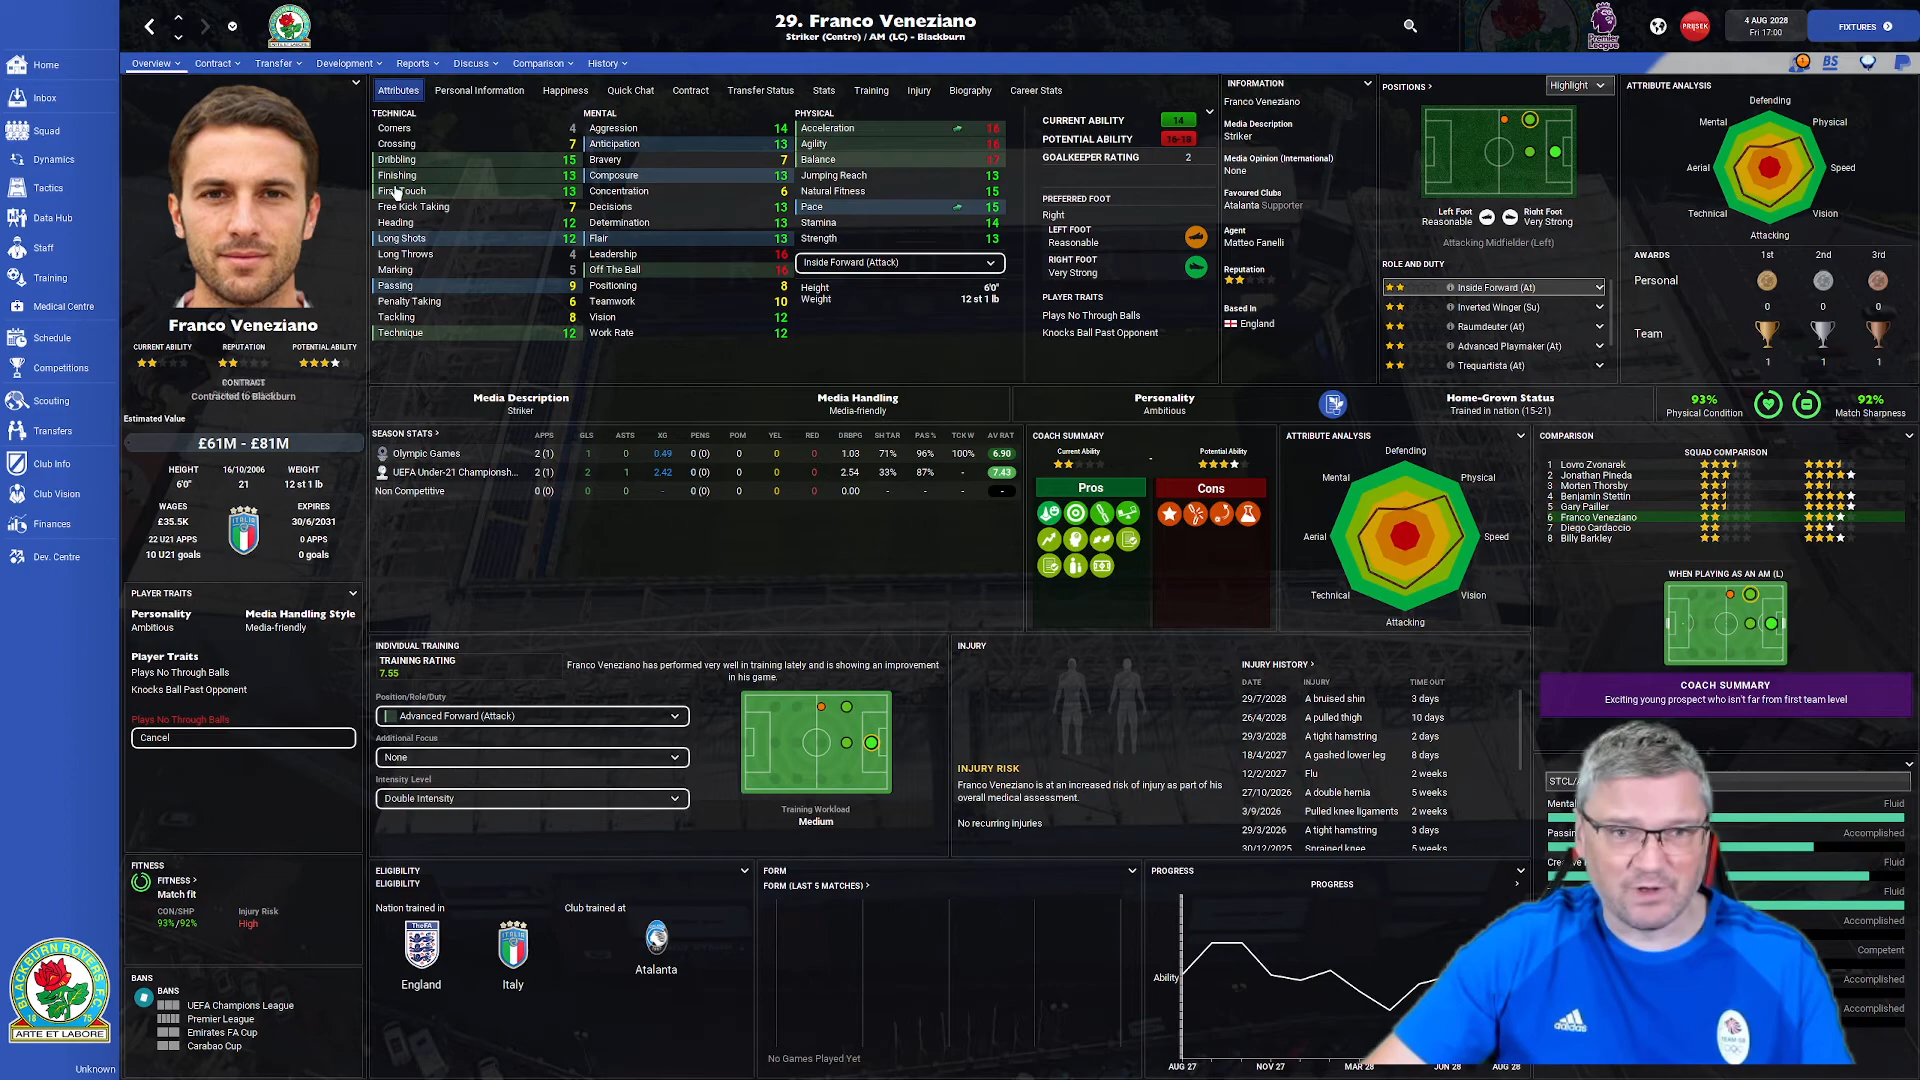 29. Franco Veneziano
Striker (Centre) / AM (LC) - Blackburn
4 AUG 2028
Fri 17:00
FIXTURES
Premier League
PRESEK
Home
Inbox
Squad
Dynamics
Tactics
Data Hub
Staff
Training
Medical Centre
Schedule
Competitions
Scouting
Transfers
Club Info
Club Vision
Finances
Dev. Centre
Unknown
BLACKBURN ROVERS F.C.
18 75
ARTE ET LABORE
Overview Contract Transfer Development Reports Discuss Comparison History
BS
Franco Veneziano
CURRENT ABILITY REPUTATION POTENTIAL ABILITY
CONTRACT
Contracted to Blackburn
Estimated Value
£61M - £81M
HEIGHT 16/10/2006 WEIGHT
6'0" 21 12 st 1 lb
WAGES EXPIRES
£35.5K 30/6/2031
22 U21 APPS 0 APPS
10 U21 goals 0 goals
ITALIA
PLAYER TRAITS
Personality Media Handling Style
Ambitious Media-friendly
Player Traits
Plays No Through Balls
Knocks Ball Past Opponent
Plays No Through Balls
Cancel
FITNESS
FITNESS >
Match fit
CON/SHP Injury Risk
93%/92% High
BANS
BANS
UEFA Champions League
Premier League
Emirates FA Cup
Carabao Cup
Attributes Personal Information Happiness Quick Chat Contract Transfer Status Stats Training Injury Biography Career Stats
TECHNICAL
Corners 4
Crossing 7
Dribbling 15
Finishing 13
First Touch 13
Free Kick Taking 7
Heading 12
Long Shots 12
Long Throws 4
Marking 5
Passing 9
Penalty Taking 6
Tackling 8
Technique 12
MENTAL
Aggression 14
Anticipation 13
Bravery 7
Composure 13
Concentration 6
Decisions 13
Determination 13
Flair 13
Leadership 16
Off The Ball 16
Positioning 8
Teamwork 10
Vision 12
Work Rate 12
PHYSICAL
Acceleration 16
Agility 16
Balance 17
Jumping Reach 13
Natural Fitness 15
Pace 15
Stamina 14
Strength 13
Inside Forward (Attack)
Height 6'0"
Weight 12 st 1 lb
CURRENT ABILITY 14
POTENTIAL ABILITY 16-18
GOALKEEPER RATING 2
PREFERRED FOOT
Right
LEFT FOOT
Reasonable
RIGHT FOOT
Very Strong
PLAYER TRAITS
Plays No Through Balls
Knocks Ball Past Opponent
INFORMATION
Franco Veneziano
Media Description
Striker
Media Opinion (International)
None
Favoured Clubs
Atalanta Supporter
Agent
Matteo Fanelli
Reputation
Based in
England
POSITIONS >
Highlight
Left Foot Right Foot
Reasonable Very Strong
Attacking Midfielder (Left)
ROLE AND DUTY
Inside Forward (At)
Inverted Winger (Su)
Raumdeuter (At)
Advanced Playmaker (At)
Trequartista (At)
ATTRIBUTE ANALYSIS
Defending
Mental Physical
Aerial Speed
Technical Vision
Attacking
AWARDS 1st 2nd 3rd
Personal
0 0 0
Team
1 1 1
Media Description
Striker
Media Handling
Media-friendly
Personality
Ambitious
Home-Grown Status
Trained in nation (15-21)
93%
Physical Condition
92%
Match Sharpness
SEASON STATS > APPS GLS ASTS XG PENS POM YEL RED DRBPG SH TAR PAS % TCK W AV RAT
Olympic Games 2 (1) 1 0 0.49 0 (0) 0 0 0 1.03 71% 96% 100% 6.90
UEFA Under-21 Championsh... 2 (1) 2 1 2.42 0 (0) 0 0 0 2.54 33% 87% - 7.43
Non Competitive 0 (0) 0 0 - 0 (0) 0 0 0 0.00 - - - -
COACH SUMMARY
Current Ability - Potential Ability
Pros Cons
ATTRIBUTE ANALYSIS
Defending
Mental Physical
Aerial Speed
Technical Vision
Attacking
COMPARISON
SQUAD COMPARISON
1 Lovro Zvonarek
2 Jonathan Pineda
3 Morten Thorsby
4 Benjamin Stettin
5 Gary Pailler
6 Franco Veneziano
7 Diego Cardaccio
8 Billy Barkley
WHEN PLAYING AS AN AM (L)
COACH SUMMARY
Exciting young prospect who isn't far from first team level
INDIVIDUAL TRAINING
TRAINING RATING
7.55
Franco Veneziano has performed very well in training lately and is showing an improvement
in his game.
Position/Role/Duty
Advanced Forward (Attack)
Additional Focus
None
Intensity Level
Double Intensity
Training Workload
Medium
INJURY
INJURY RISK
Franco Veneziano is at an increased risk of injury as part of his
overall medical assessment.
No recurring injuries
INJURY HISTORY >
DATE INJURY TIME OUT
29/7/2028 A bruised shin 3 days
26/4/2028 A pulled thigh 10 days
29/3/2028 A tight hamstring 2 days
18/4/2027 A gashed lower leg 8 days
12/2/2027 Flu 2 weeks
27/10/2026 A double hernia 5 weeks
3/9/2026 Pulled knee ligaments 2 weeks
29/3/2026 A tight hamstring 3 days
30/12/2025 Sprained knee 5 weeks
Fluid
Accomplished
Fluid
Fluid
Accomplished
Competent
Accomplished
Accomplished
ELIGIBILITY
ELIGIBILITY
Nation trained in Club trained at
TheFA
ITALIA
England Italy Atalanta
FORM
FORM (LAST 5 MATCHES) >
No Games Played Yet
PROGRESS
PROGRESS
Ability
AUG 27 NOV 27 MAR 28 JUN 28 AUG 28
adidas
TEAM GB